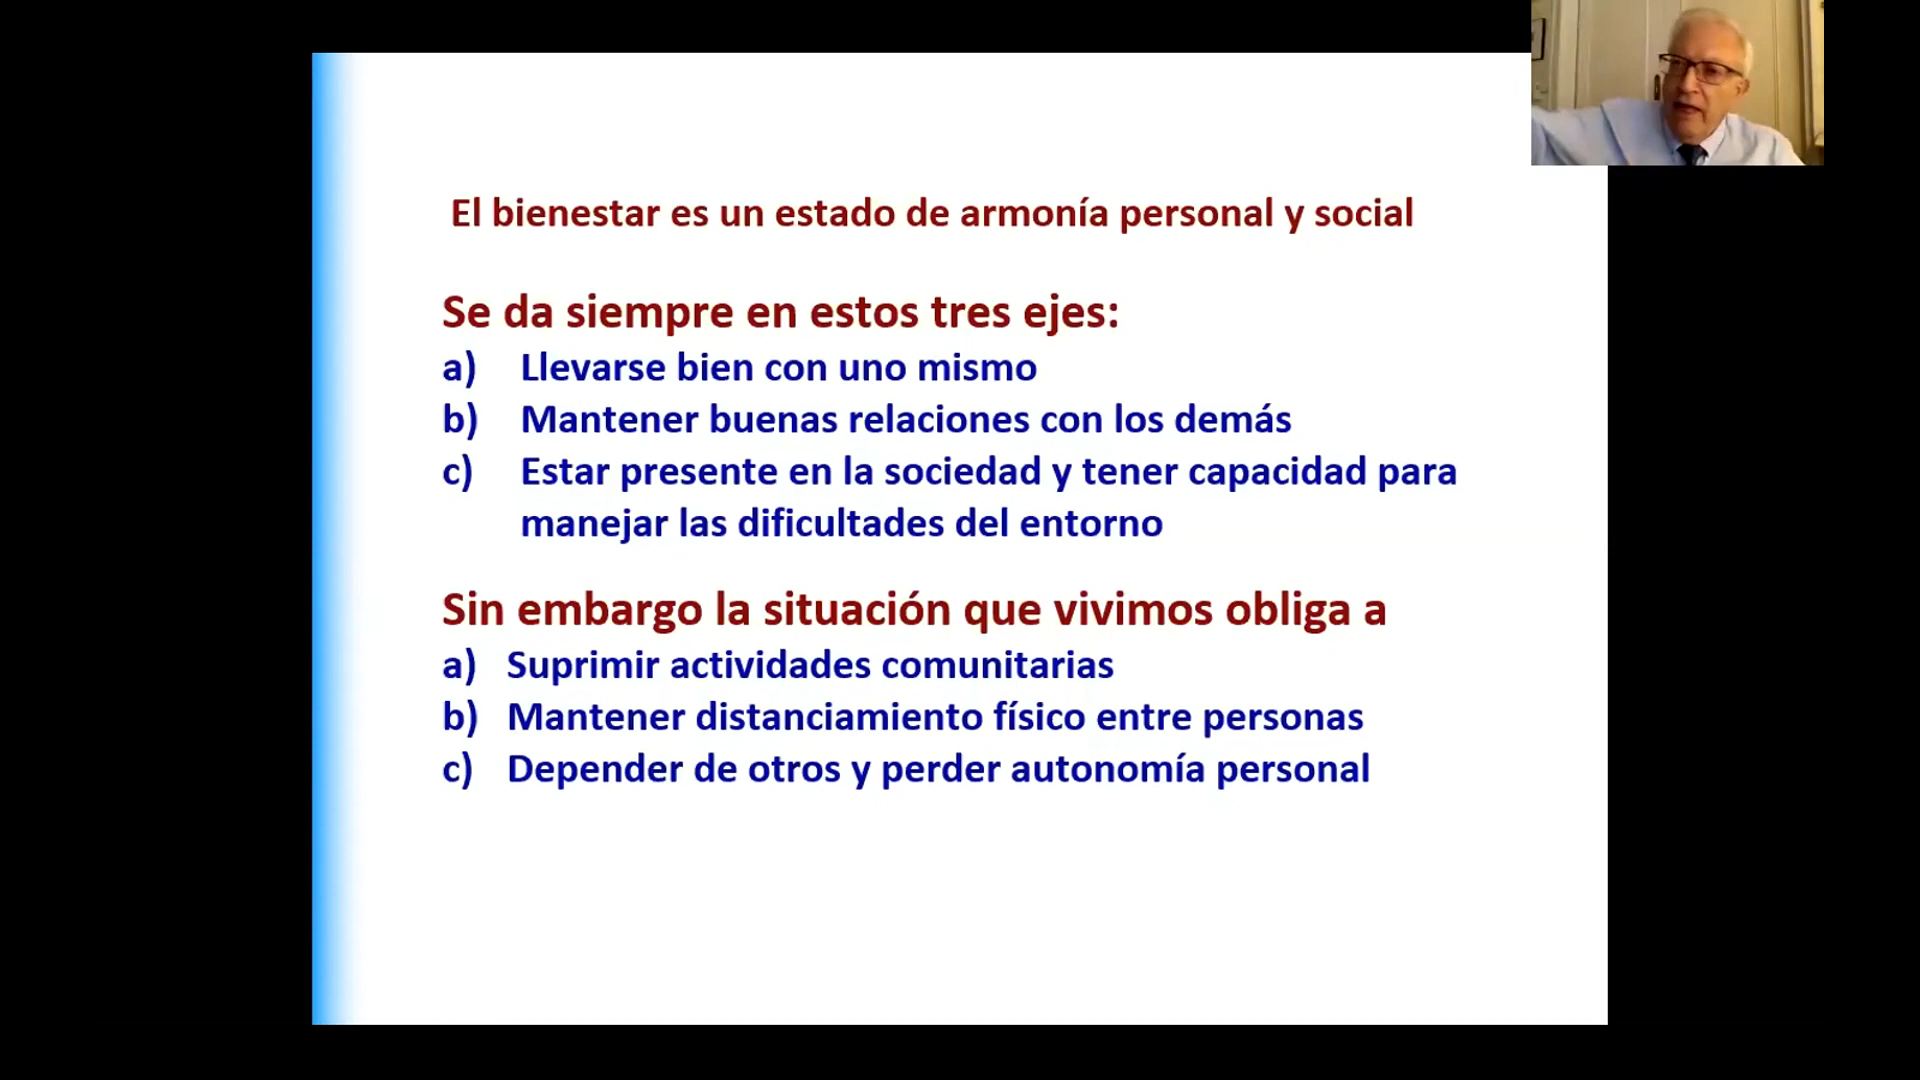 El bienestar es un estado de armonía personal y social
Se da siempre en estos tres ejes:
a) Llevarse bien con uno mismo
b) Mantener buenas relaciones con los demás
c) Estar presente en la sociedad y tener capacidad para
manejar las dificultades del entorno
Sin embargo la situación que vivimos obliga a
a) Suprimir actividades comunitarias
b) Mantener distanciamiento físico entre personas
c) Depender de otros y perder autonomía personal